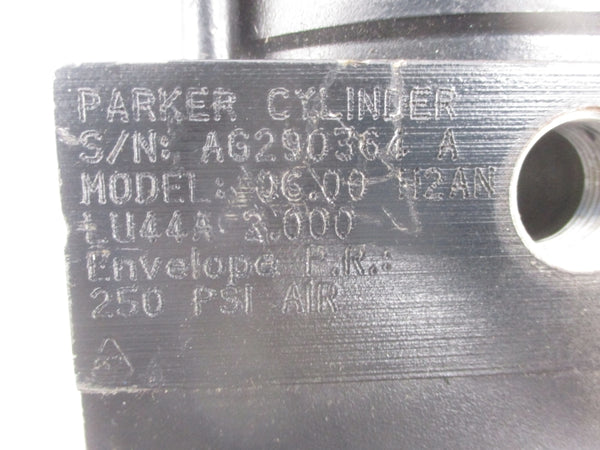 PARKER CYLINDER
S/N: AG290364 A
MODEL: 06.00 H2AN
LU44A 3.000
Envelope P.R.:
250 PSI AIR
A